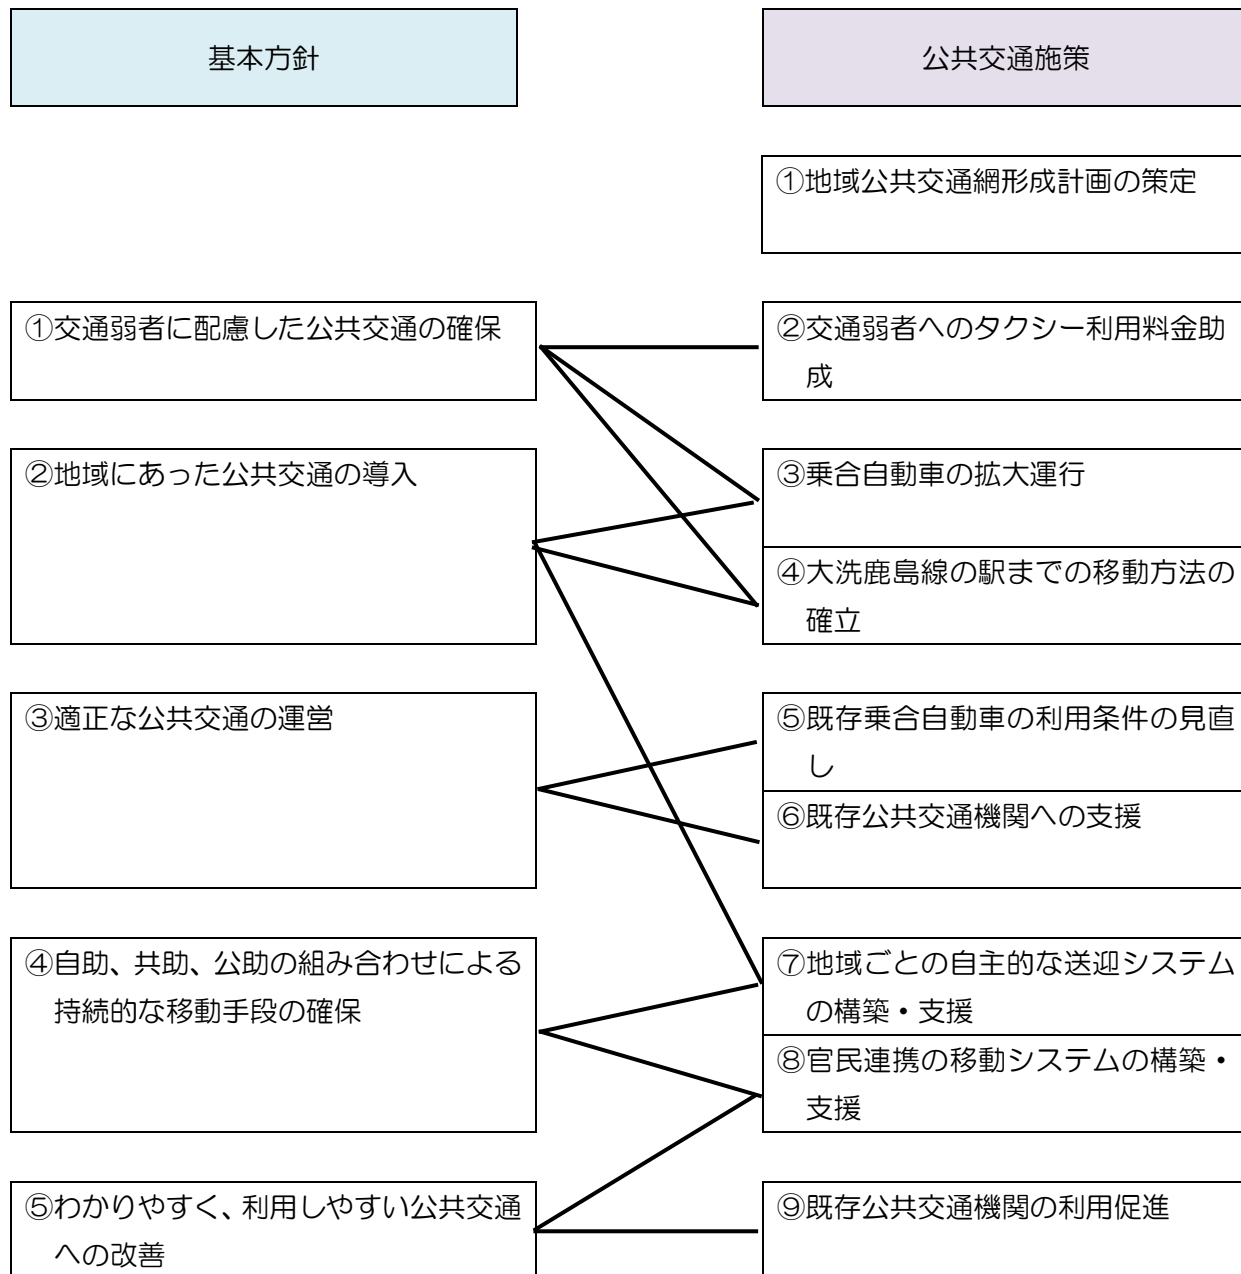 基本方針
公共交通施策
①地域公共交通網形成計画の策定
①交通弱者に配慮した公共交通の確保
②交通弱者へのタクシー利用料金助
成
②地域にあった公共交通の導入
③乗合自動車の拡大運行
④大洗鹿島線の駅までの移動方法の
確立
③適正な公共交通の運営
⑤既存乗合自動車の利用条件の見直
し
⑥既存公共交通機関への支援
④自助、共助、公助の組み合わせによる
持続的な移動手段の確保
⑦地域ごとの自主的な送迎システム
の構築・支援
⑧官民連携の移動システムの構築・
支援
⑤わかりやすく、利用しやすい公共交通
への改善
⑨既存公共交通機関の利用促進